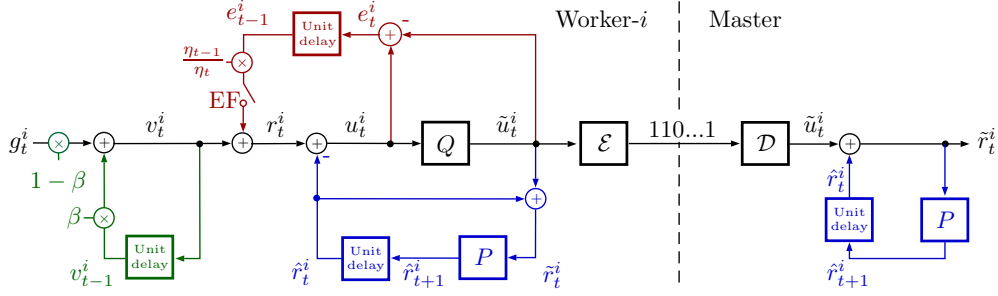 Worker-i
Master
e^i_{t-1}
Unit delay
e^i_t
-
η_{t-1}/η_t
×
EF
g^i_t
×
1 − β
+
v^i_t
+
r^i_t
+
-
u^i_t
Q
ũ^i_t
ℰ
110...1
𝒟
ũ^i_t
+
r̃^i_t
β
×
Unit delay
v^i_{t-1}
+
r̂^i_t
Unit delay
r̂^i_{t+1}
P
r̃^i_t
r̂^i_t
Unit delay
P
r̂^i_{t+1}